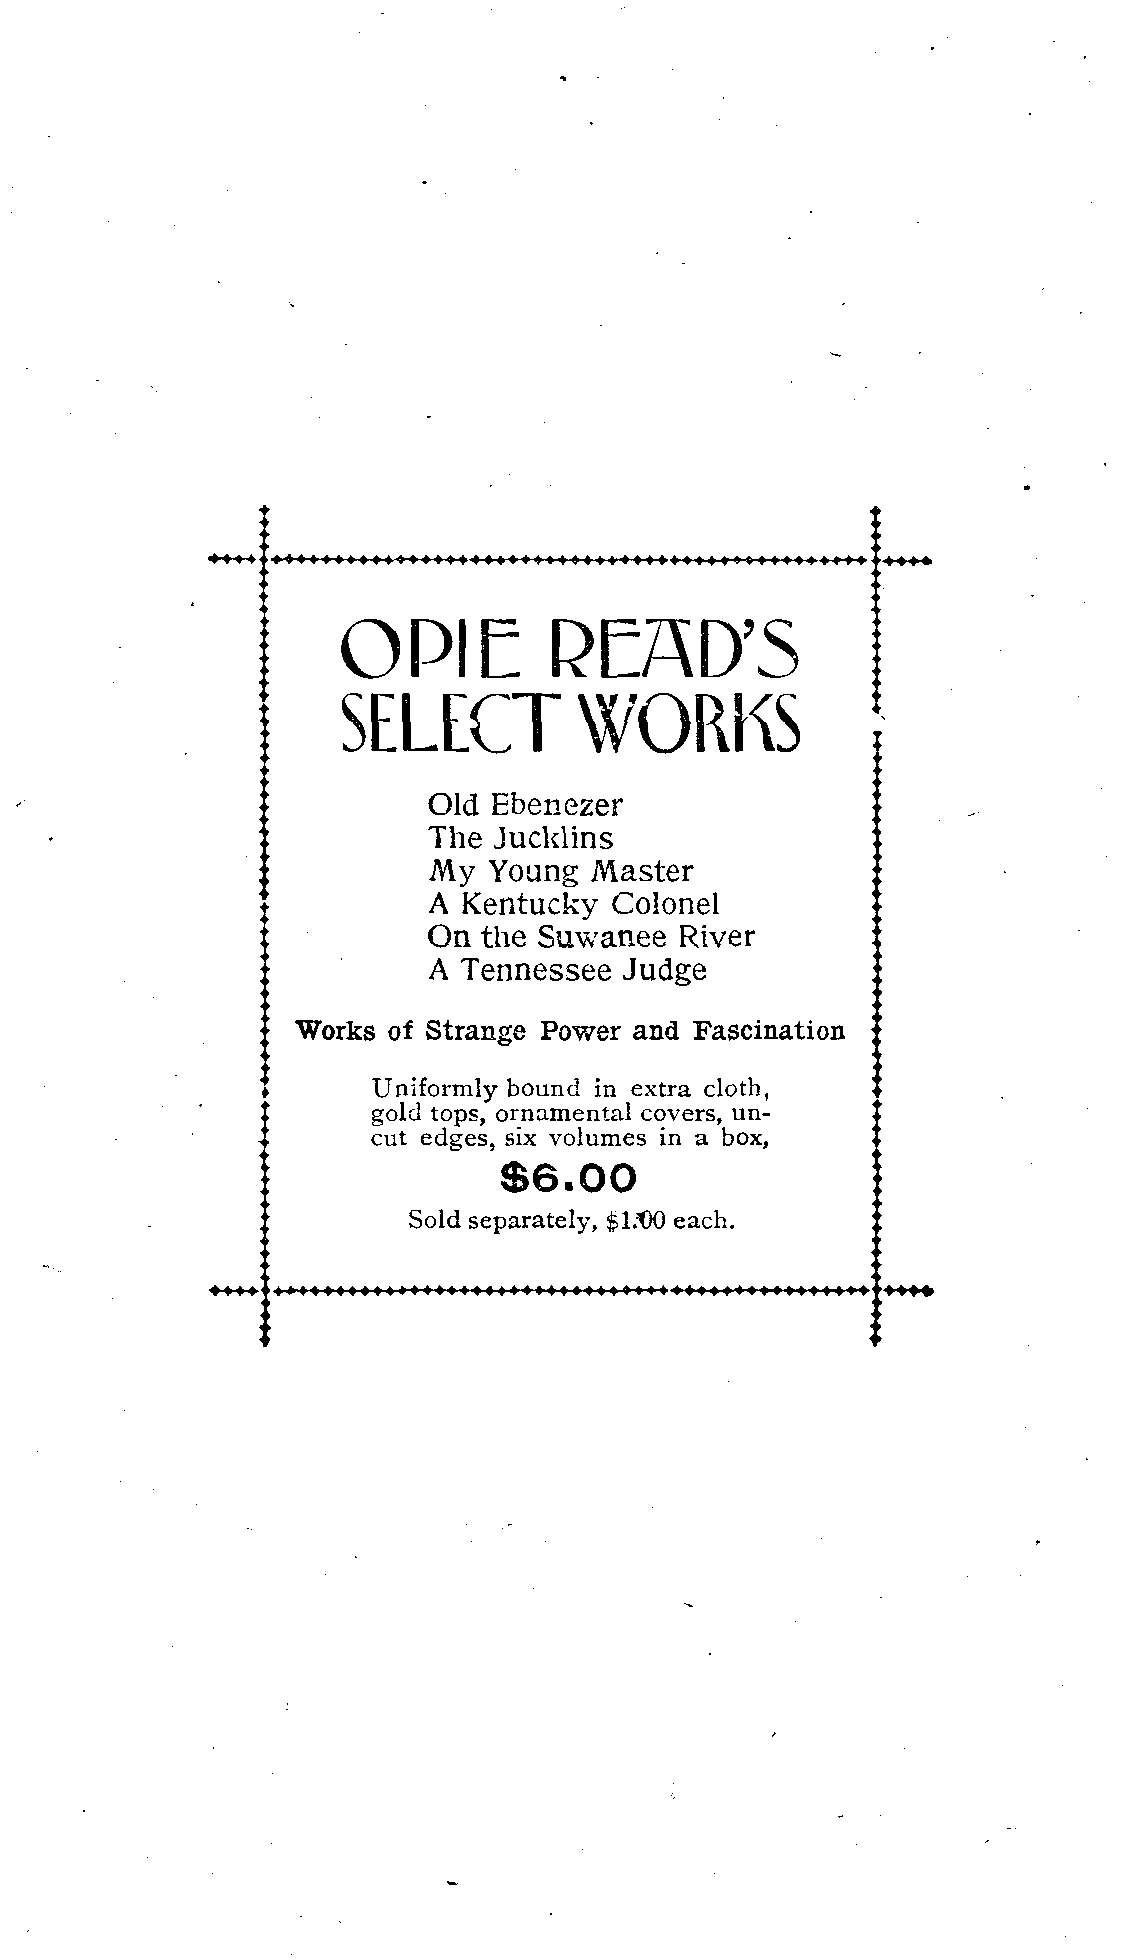 OPIE READ'S
SELECT WORKS
Old Ebenezer
The Jucklins
My Young Master
A Kentucky Colonel
On the Suwanee River
A Tennessee Judge
Works of Strange Power and Fascination
Uniformly bound in extra cloth,
gold tops, ornamental covers, un-
cut edges, six volumes in a box,
$6.00
Sold separately, $1.00 each.